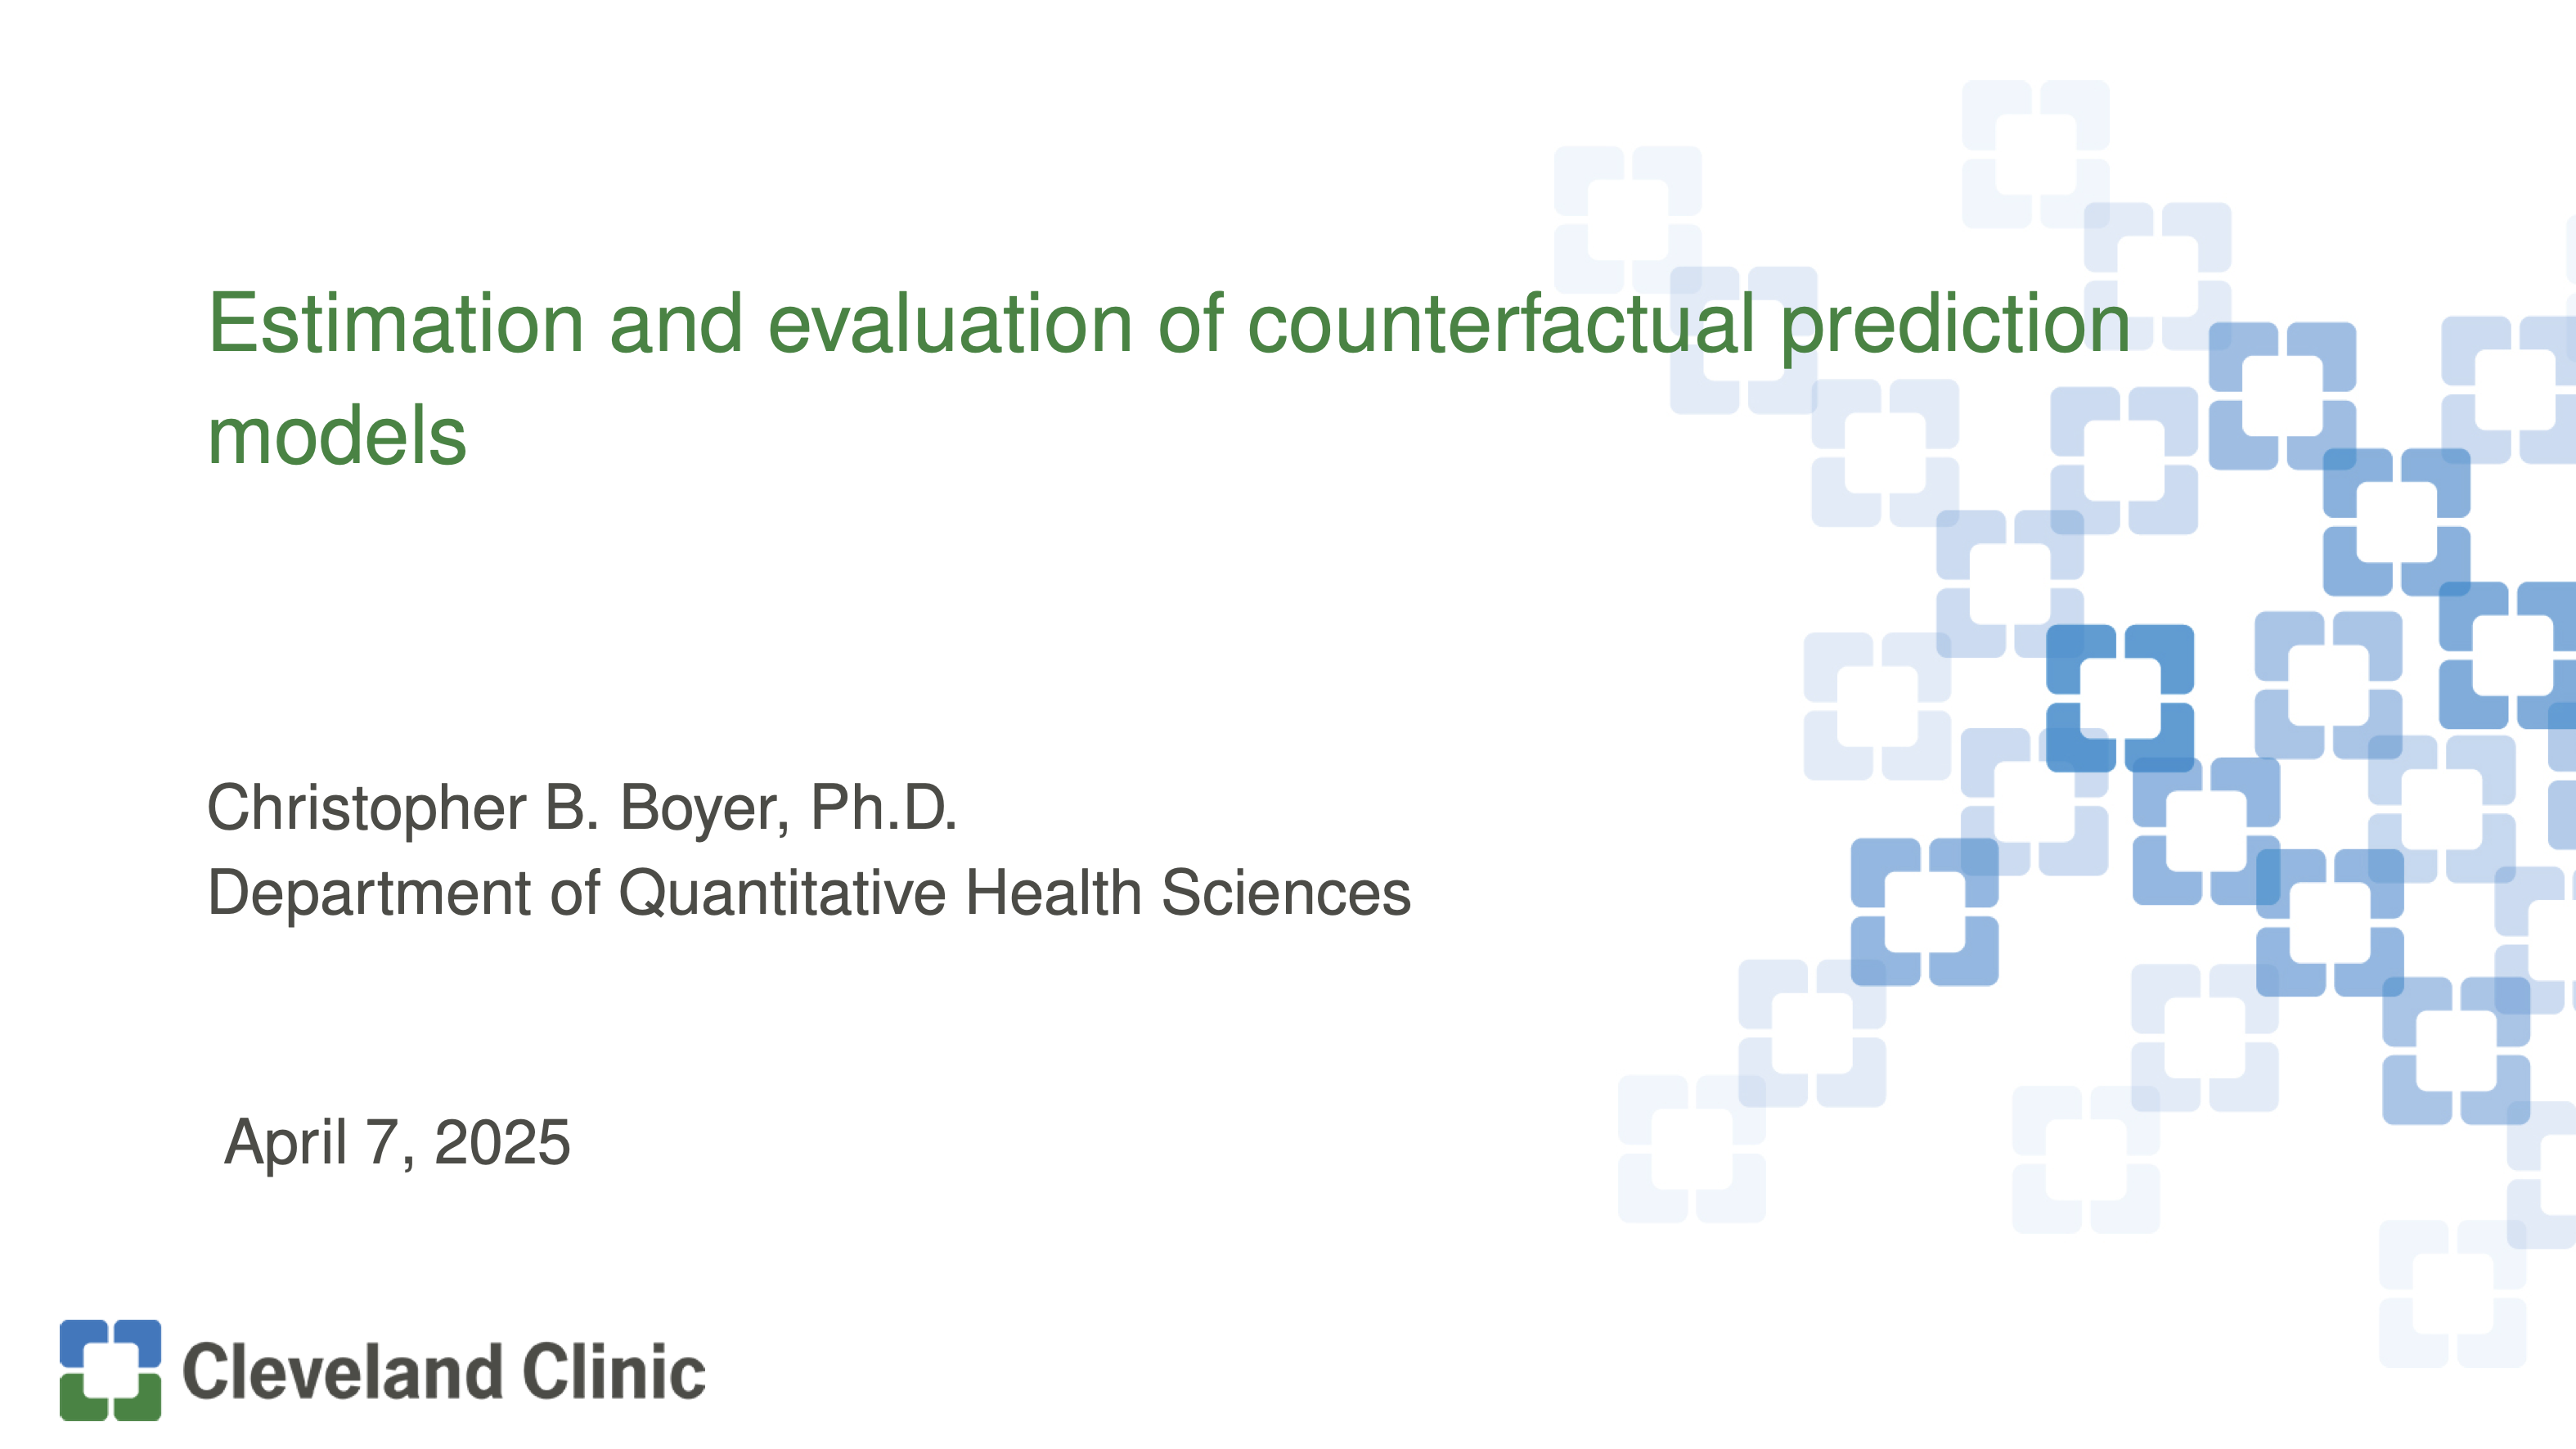 Estimation and evaluation of counterfactual prediction
models
Christopher B. Boyer, Ph.D.
Department of Quantitative Health Sciences
April 7, 2025
Cleveland Clinic